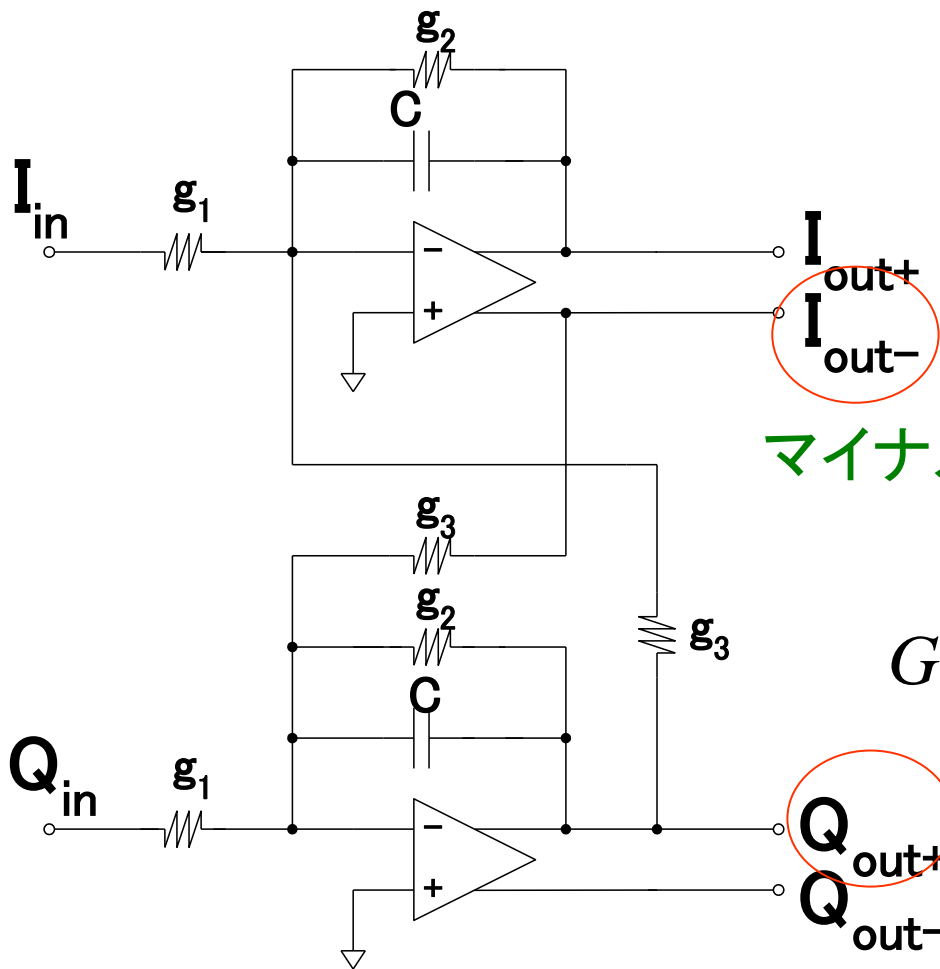 g2
C
Iin
g1
−
+
Iout+
Iout−
マイナ
g3
g2
g3
C
G
Qin
g1
−
+
Qout+
Qout−